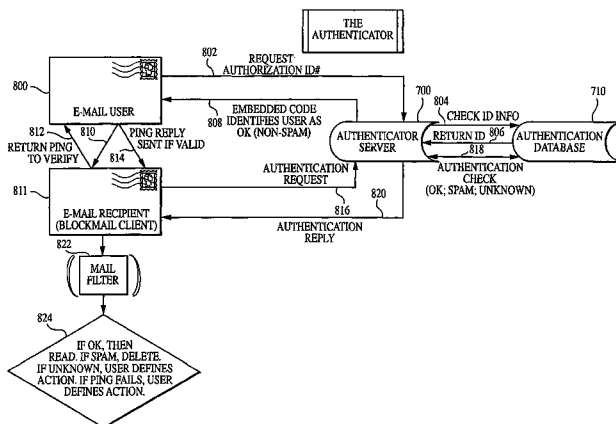 THE
AUTHENTICATOR
802
REQUEST
AUTHORIZATION ID#
800
E-MAIL USER
808
EMBEDDED CODE
IDENTIFIES USER AS
OK (NON-SPAM)
700
804
CHECK ID INFO
710
AUTHENTICATOR
SERVER
RETURN ID
806
818
AUTHENTICATION
DATABASE
AUTHENTICATION
CHECK
(OK; SPAM; UNKNOWN)
812
810
814
RETURN PING
TO VERIFY
PING REPLY
SENT IF VALID
AUTHENTICATION
REQUEST
816
820
811
E-MAIL RECIPIENT
(BLOCKMAIL CLIENT)
AUTHENTICATION
REPLY
822
MAIL
FILTER
824
IF OK, THEN
READ. IF SPAM, DELETE.
IF UNKNOWN, USER DEFINES
ACTION. IF PING FAILS, USER
DEFINES ACTION.